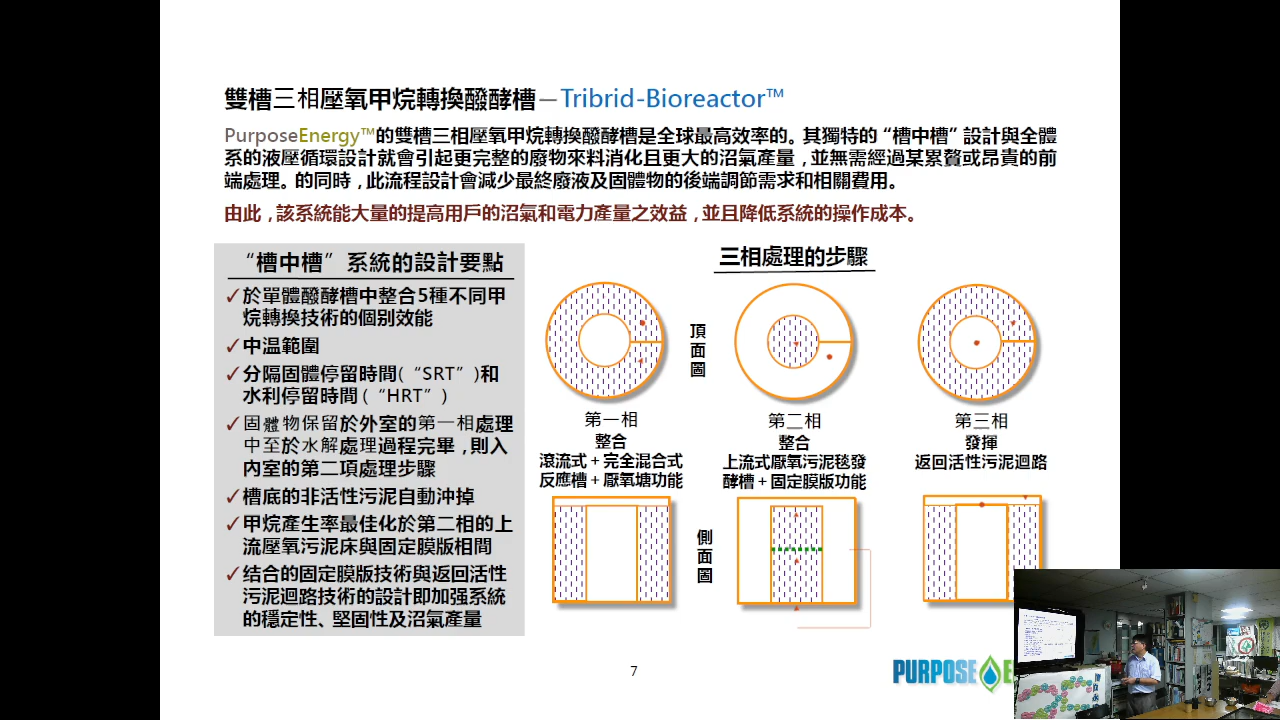 雙槽三相壓氧甲烷轉換醱酵槽—Tribrid-Bioreactor™
PurposeEnergy™的雙槽三相壓氧甲烷轉換醱酵槽是全球最高效率的。其獨特的“槽中槽”設計與全體
系的液壓循環設計就會引起更完整的廢物來料消化且更大的沼氣產量，並無需經過某累贅或昂貴的前
端處理。的同時，此流程設計會減少最終廢液及固體物的後端調節需求和相關費用。
由此，該系統能大量的提高用戶的沼氣和電力產量之效益，並且降低系統的操作成本。
“槽中槽”系統的設計要點
✓於單體醱酵槽中整合5種不同甲
烷轉換技術的個別效能
✓中温範圍
✓分隔固體停留時間(“SRT”)和
水利停留時間(“HRT”)
✓固體物保留於外室的第一相處理
中至於水解處理過程完畢，則入
內室的第二項處理步驟
✓槽底的非活性污泥自動沖掉
✓甲烷產生率最佳化於第二相的上
流壓氧污泥床與固定膜版相間
✓结合的固定膜版技術與返回活性
污泥迴路技術的設計即加强系統
的穩定性、堅固性及沼氣產量
三相處理的步驟
頂面圖
第一相
整合
滾流式+完全混合式
反應槽+厭氧塘功能
第二相
整合
上流式厭氧污泥毯發
酵槽+固定膜版功能
第三相
發揮
返回活性污泥迴路
側面圖
7
PURPOSE E